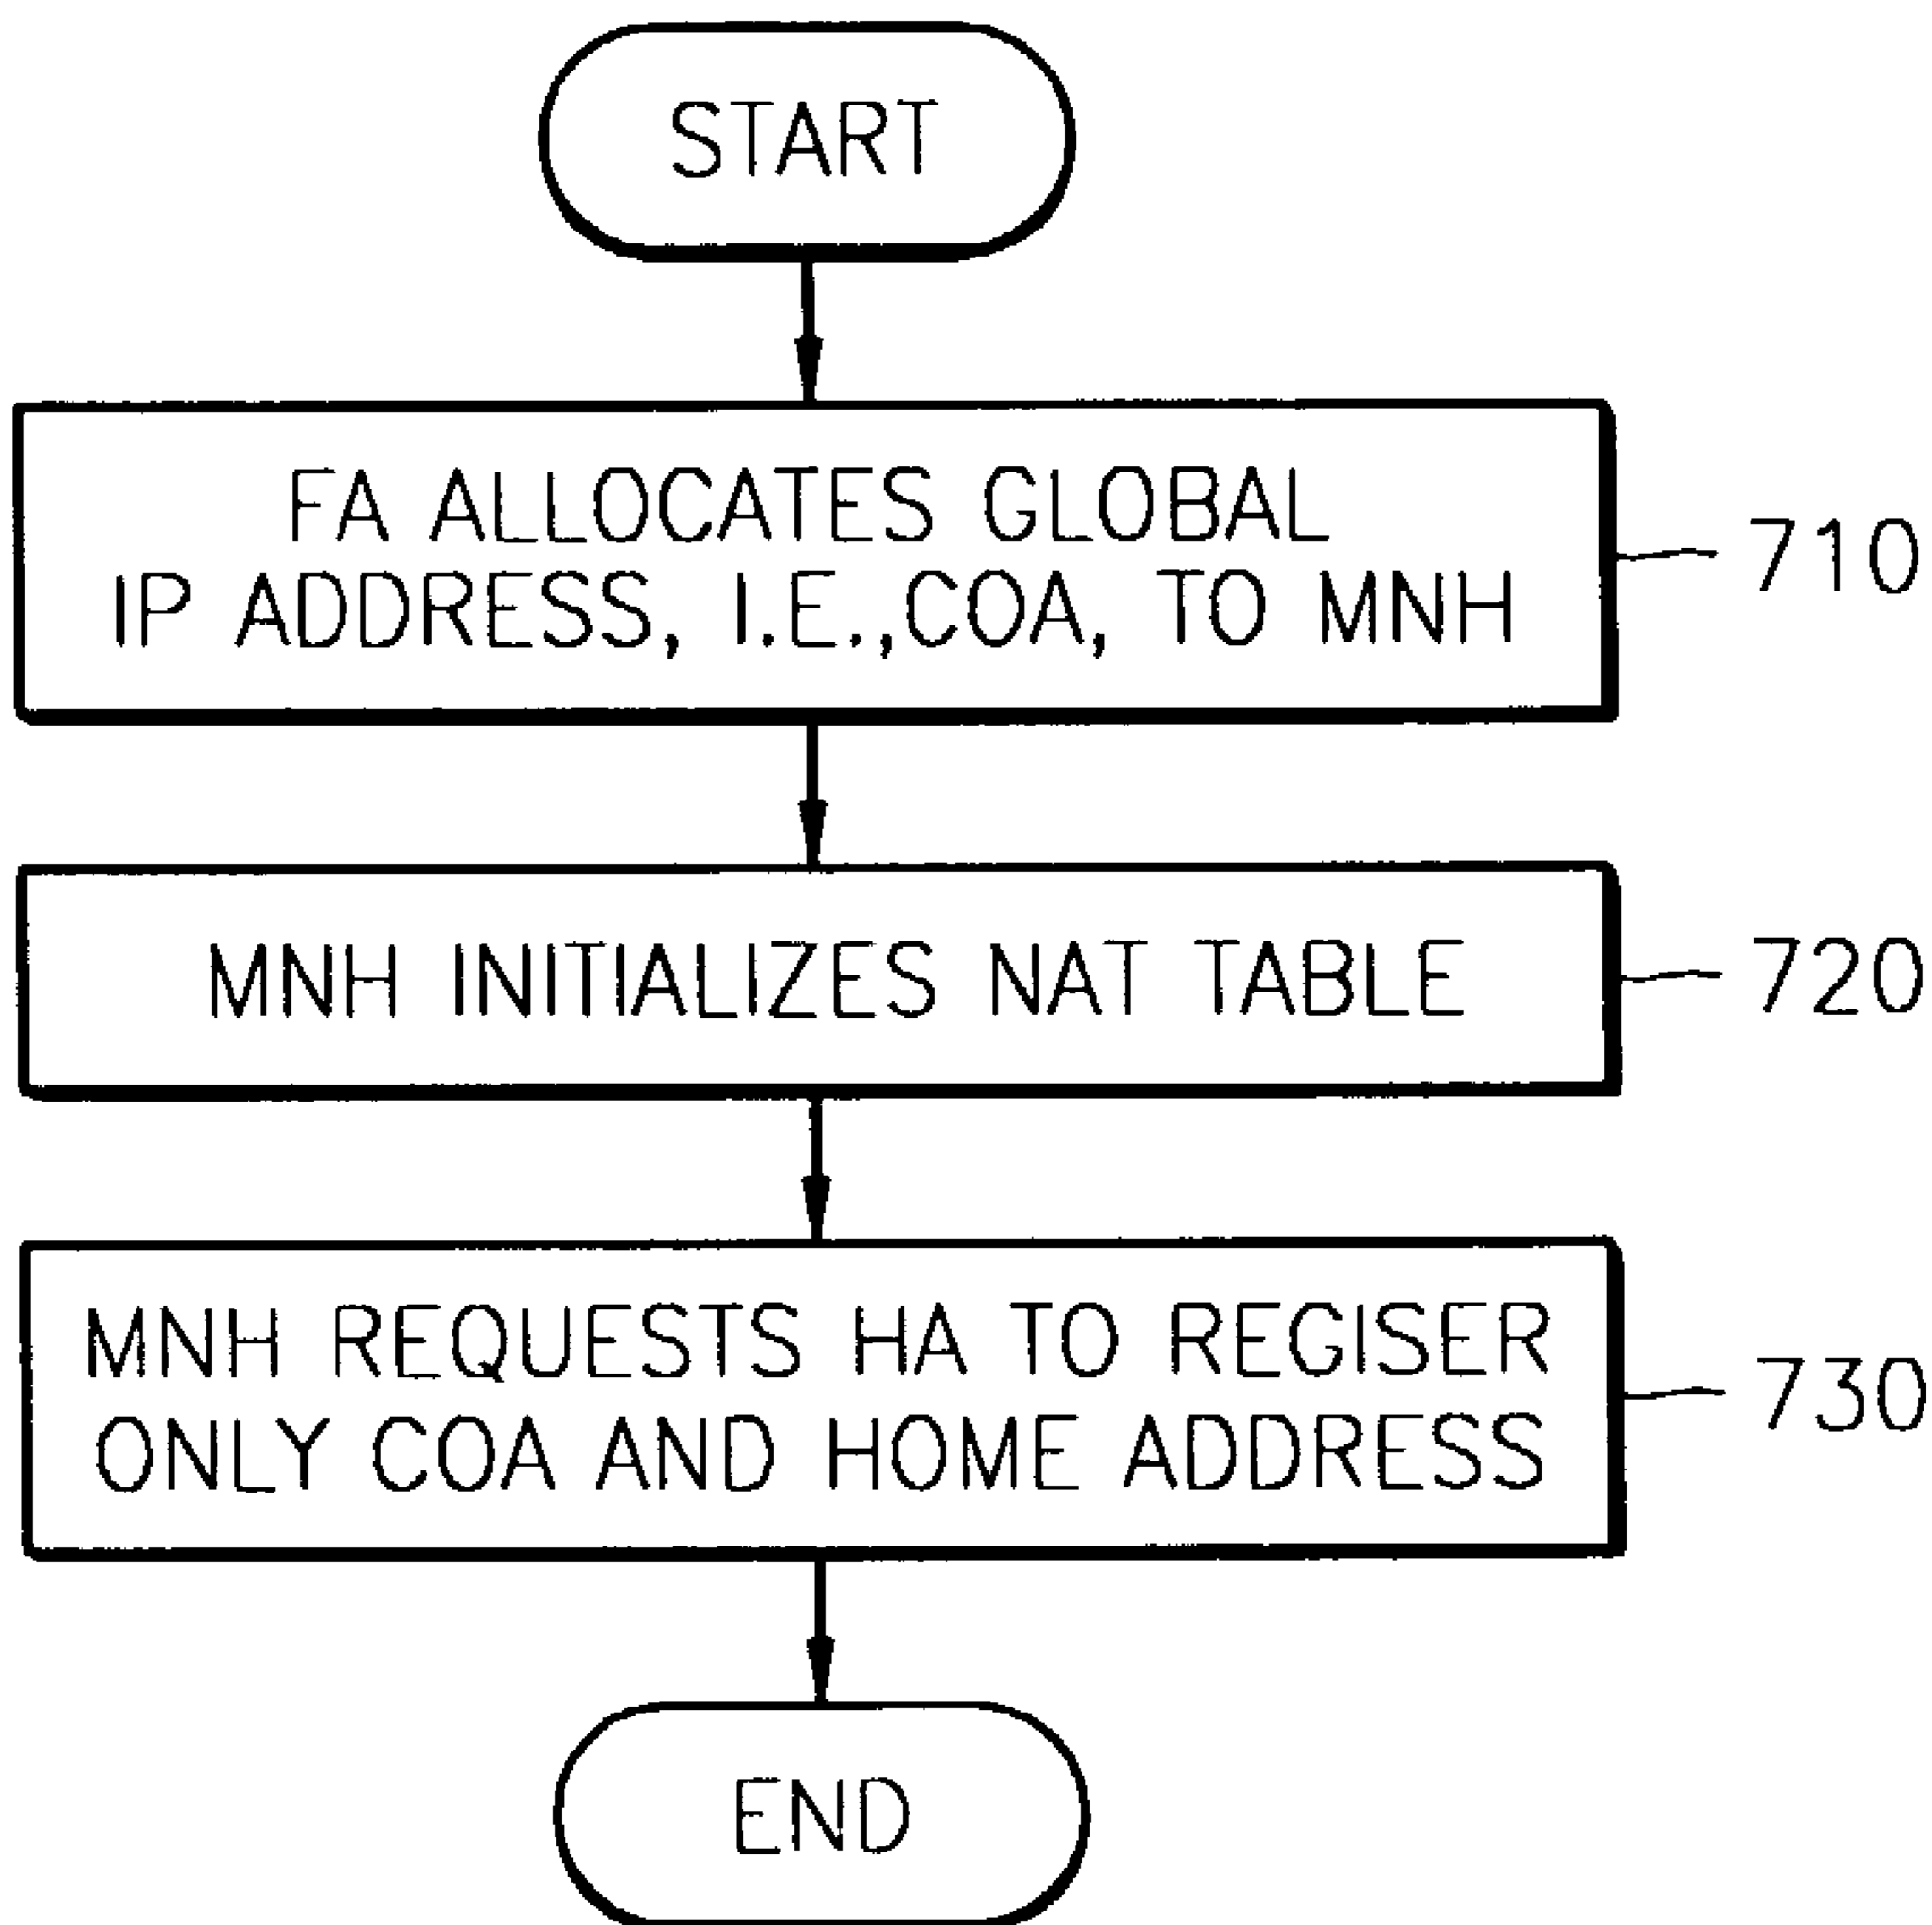 START
FA ALLOCATES GLOBAL
IP ADDRESS, I.E.,COA, TO MNH
710
MNH INITIALIZES NAT TABLE
720
MNH REQUESTS HA TO REGISER
ONLY COA AND HOME ADDRESS
730
END